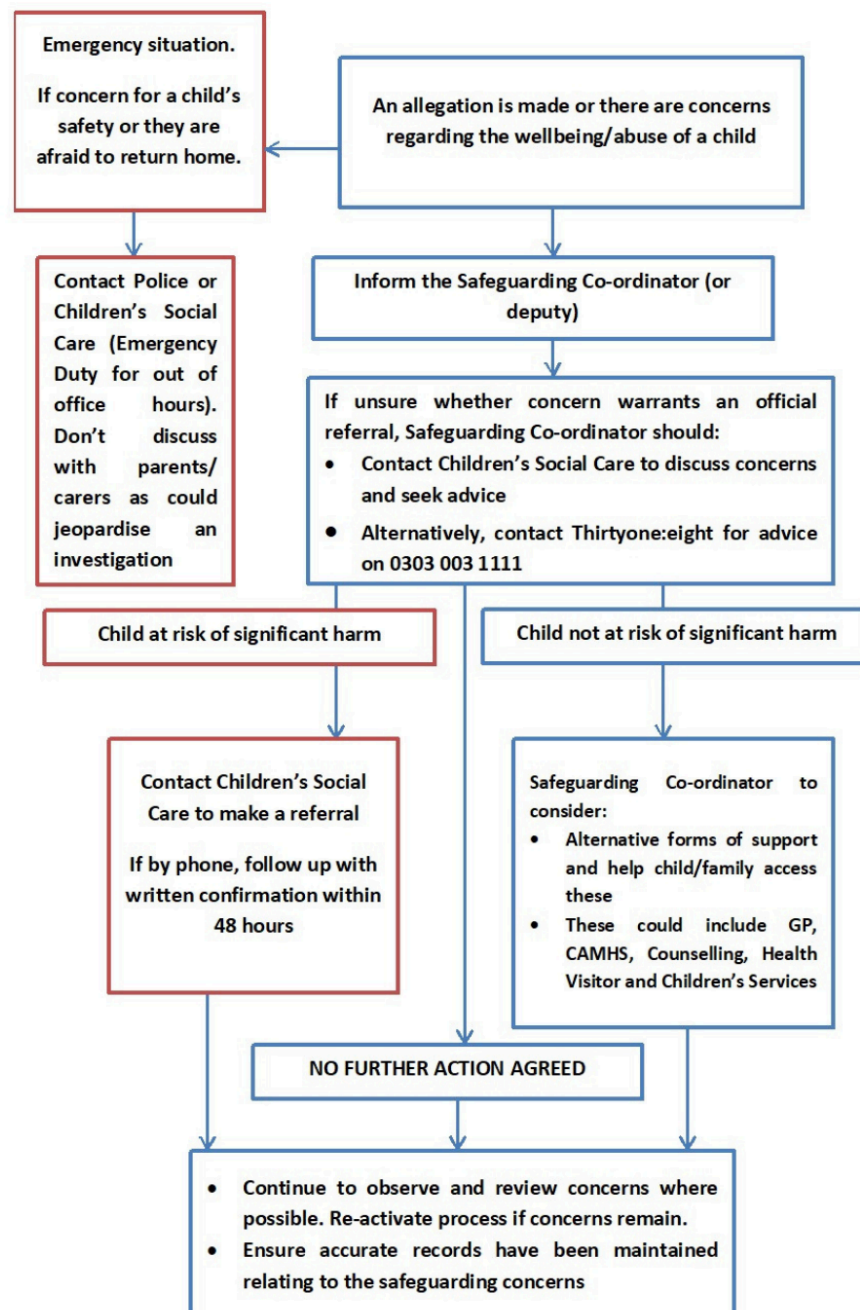 Emergency situation.
If concern for a child's
safety or they are
afraid to return home.
An allegation is made or there are concerns
regarding the wellbeing/abuse of a child
Contact Police or
Children's Social
Care (Emergency
Duty for out of
office hours).
Don't discuss
with parents/
carers as could
jeopardise an
investigation
Inform the Safeguarding Co-ordinator (or
deputy)
If unsure whether concern warrants an official
referral, Safeguarding Co-ordinator should:
• Contact Children's Social Care to discuss concerns
and seek advice
• Alternatively, contact Thirtyone:eight for advice
on 0303 003 1111
Child at risk of significant harm
Child not at risk of significant harm
Contact Children's Social
Care to make a referral
If by phone, follow up with
written confirmation within
48 hours
Safeguarding Co-ordinator to
consider:
• Alternative forms of support
and help child/family access
these
• These could include GP,
CAMHS, Counselling, Health
Visitor and Children's Services
NO FURTHER ACTION AGREED
• Continue to observe and review concerns where
possible. Re-activate process if concerns remain.
• Ensure accurate records have been maintained
relating to the safeguarding concerns